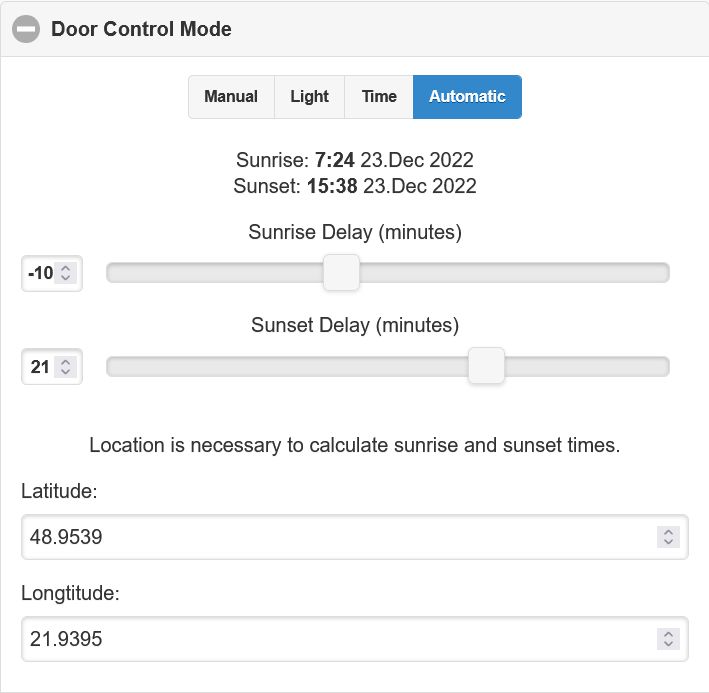 Door Control Mode
Manual Light Time Automatic
Sunrise: 7:24 23.Dec 2022
Sunset: 15:38 23.Dec 2022
Sunrise Delay (minutes)
-10
Sunset Delay (minutes)
21
Location is necessary to calculate sunrise and sunset times.
Latitude:
48.9539
Longtitude:
21.9395